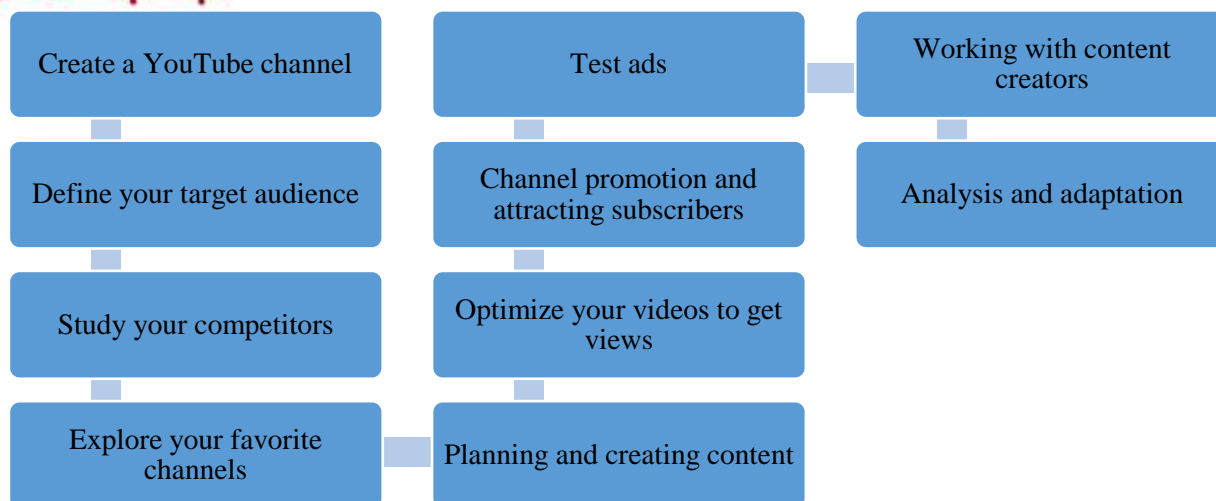 Create a YouTube channel
Define your target audience
Study your competitors
Explore your favorite
channels
Planning and creating content
Optimize your videos to get
views
Channel promotion and
attracting subscribers
Test ads
Working with content
creators
Analysis and adaptation